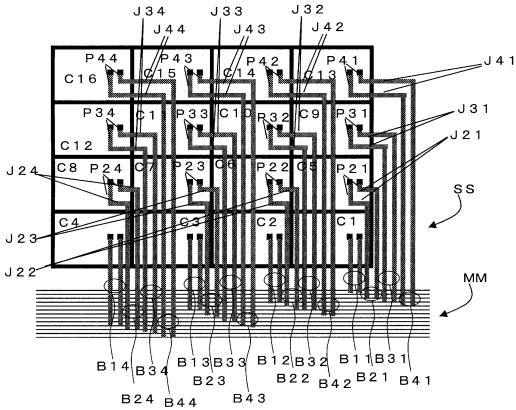 J34 J33 J32
J44 J43 J42
P44 P43 P42 P41 J41
C16 C15 C14 C13
P34 C11 P33 C10 P32 C9 P31 J31
C12 J21
J24 C8 P24 C7 P23 C6 P22 C5 P21
SS
C4 C3 C2 C1
J23
J22
MM
B14 B34 B13 B33 B12 B32 B11 B31
B24 B23 B22 B21
B44 B43 B42 B41